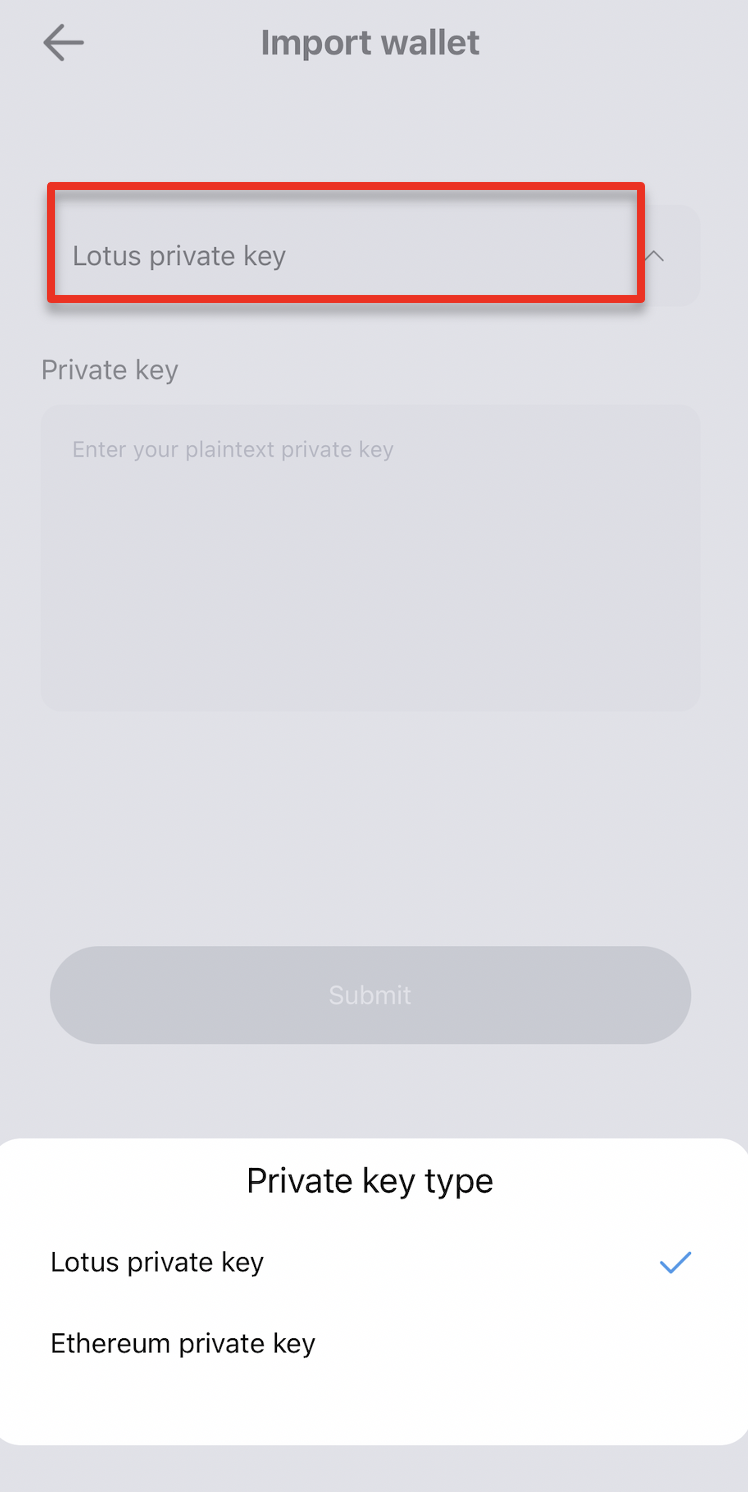 Import wallet
Lotus private key
Private key
Enter your plaintext private key
Submit
Private key type
Lotus private key
Ethereum private key